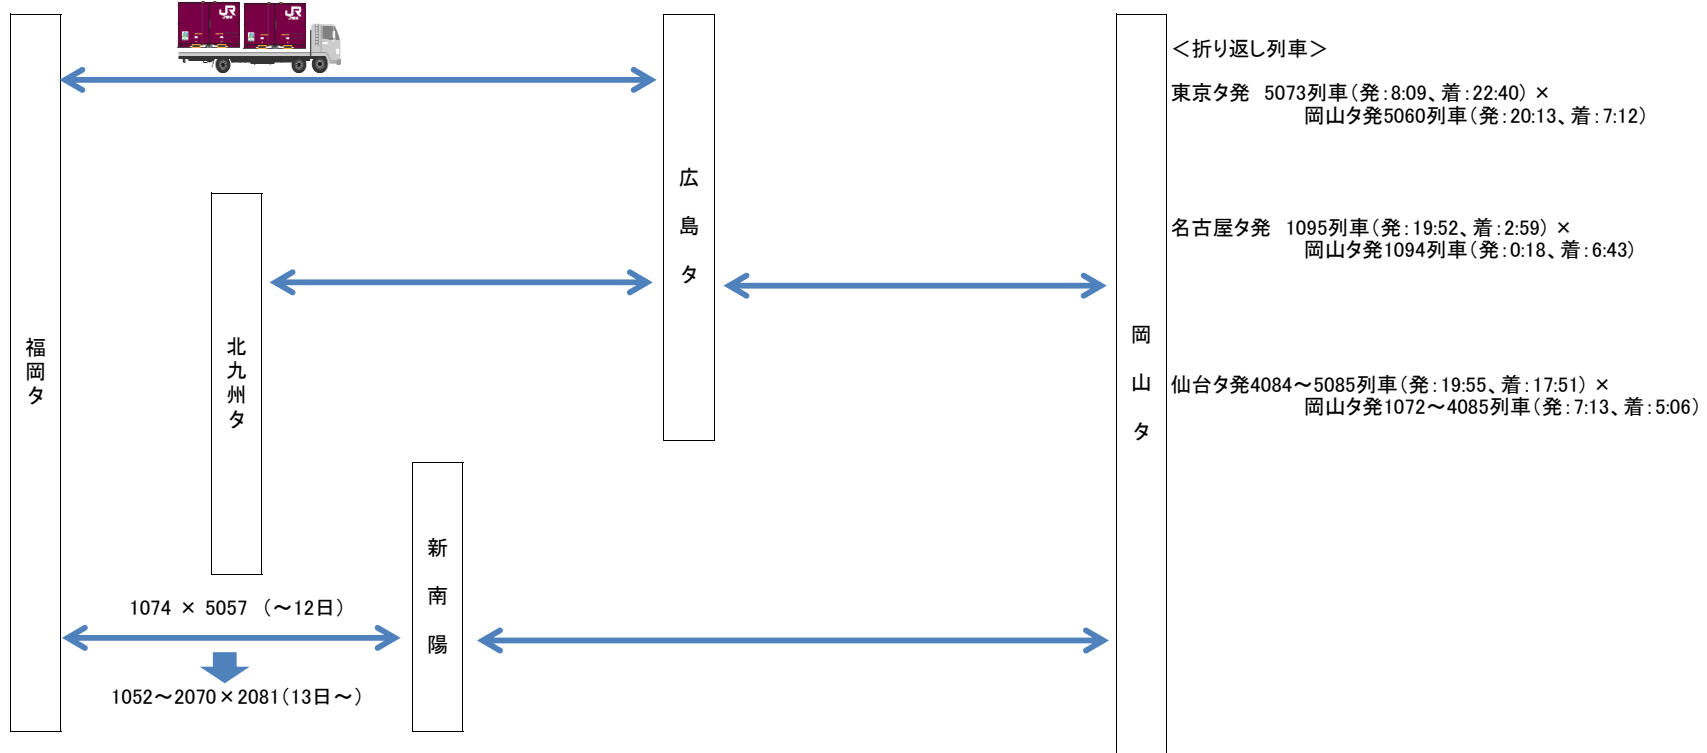 JR
JR
＜折り返し列車＞
東京タ発　5073列車（発：8:09、着：22:40）×
岡山タ発5060列車（発：20:13、着：7:12）
広島タ
名古屋タ発　1095列車（発：19:52、着：2:59）×
岡山タ発1094列車（発：0:18、着：6:43）
福岡タ
北九州タ
岡山タ
仙台タ発4084～5085列車（発：19:55、着：17:51）×
岡山タ発1072～4085列車（発：7:13、着：5:06）
新南陽
1074 × 5057 （～12日）
1052～2070×2081（13日～）